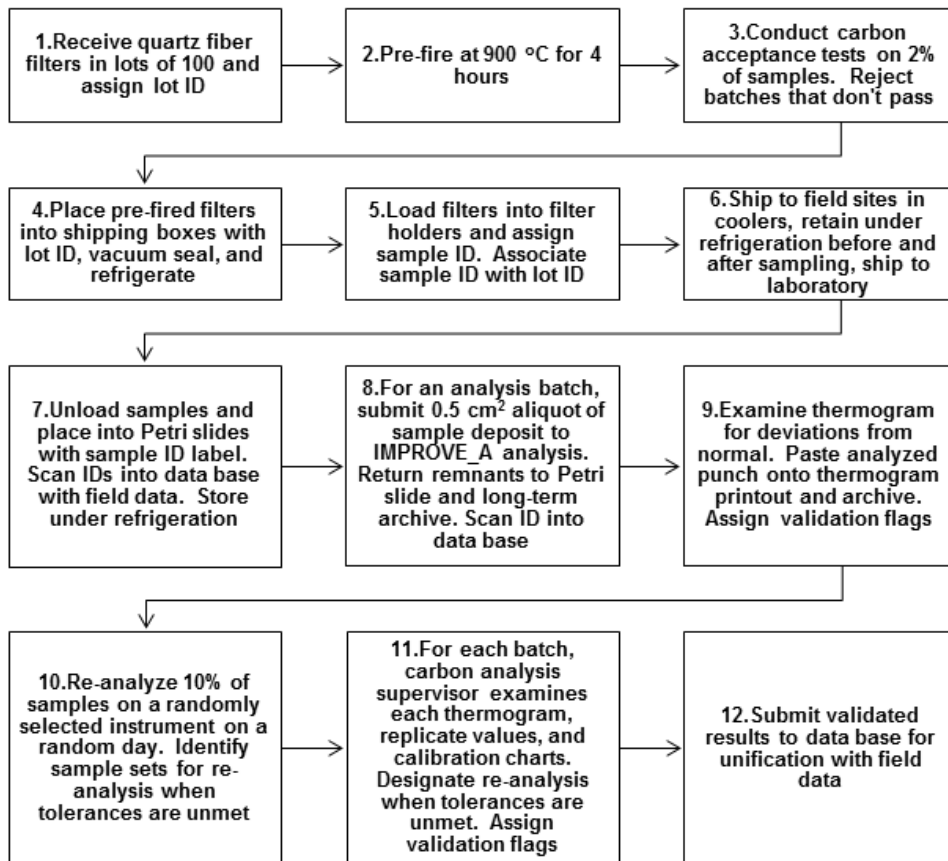 1.Receive quartz fiber
filters in lots of 100 and
assign lot ID
2.Pre-fire at 900 °C for 4
hours
3.Conduct carbon
acceptance tests on 2%
of samples.  Reject
batches that don't pass
4.Place pre-fired filters
into shipping boxes with
lot ID, vacuum seal, and
refrigerate
5.Load filters into filter
holders and assign
sample ID.  Associate
sample ID with lot ID
6.Ship to field sites in
coolers, retain under
refrigeration before and
after sampling, ship to
laboratory
7.Unload samples and
place into Petri slides
with sample ID label.
Scan IDs into data base
with field data.  Store
under refrigeration
8.For an analysis batch,
submit 0.5 cm² aliquot of
sample deposit to
IMPROVE_A analysis.
Return remnants to Petri
slide and long-term
archive. Scan ID into
data base
9.Examine thermogram
for deviations from
normal.  Paste analyzed
punch onto thermogram
printout and archive.
Assign  validation flags
10.Re-analyze 10% of
samples on a randomly
selected instrument on a
random day.  Identify
sample sets for re-
analysis when
tolerances are unmet
11.For each batch,
carbon analysis
supervisor examines
each thermogram,
replicate values, and
calibration charts.
Designate re-analysis
when tolerances are
unmet.  Assign
validation flags
12.Submit validated
results to data base for
unification with field
data